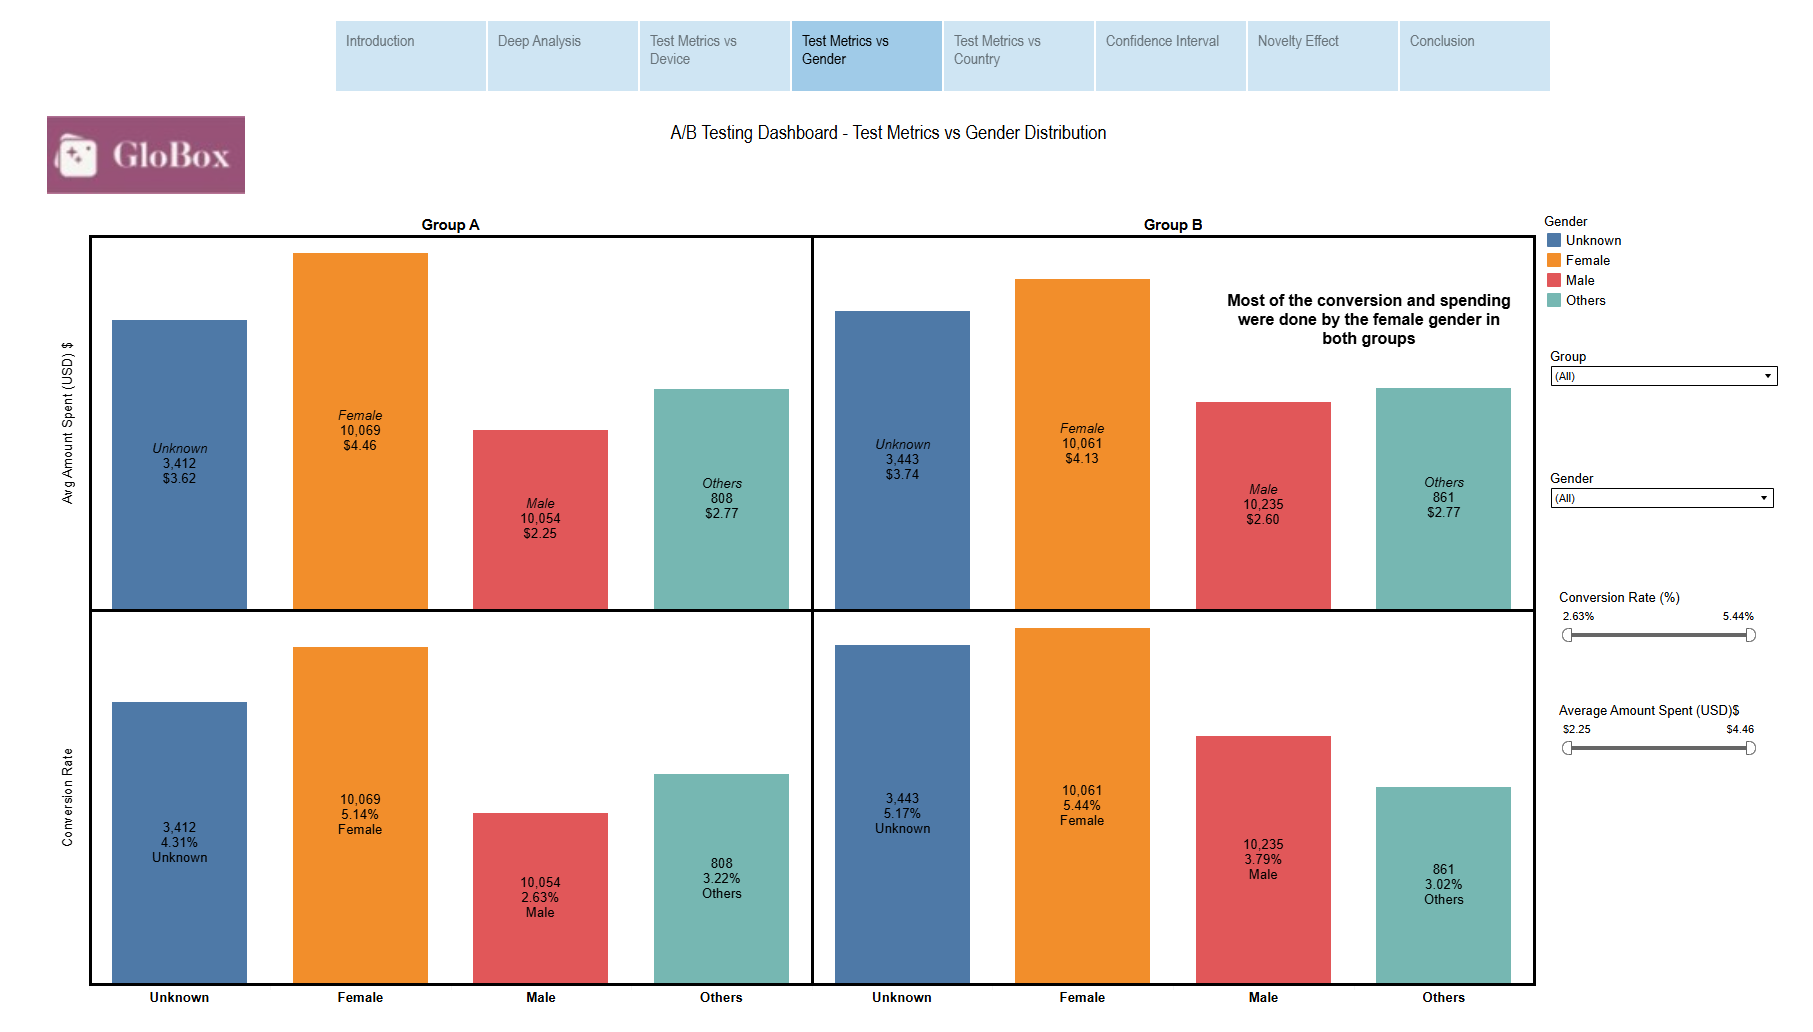 Introduction
Deep Analysis
Test Metrics vs
Device
Test Metrics vs
Gender
Test Metrics vs
Country
Confidence Interval
Novelty Effect
Conclusion
GloBox
A/B Testing Dashboard - Test Metrics vs Gender Distribution
Group A
Group B
Avg Amount Spent (USD) $
Unknown
3,412
$3.62
Female
10,069
$4.46
Male
10,054
$2.25
Others
808
$2.77
Unknown
3,443
$3.74
Female
10,061
$4.13
Male
10,235
$2.60
Others
861
$2.77
Most of the conversion and spending
were done by the female gender in
both groups
Conversion Rate
3,412
4.31%
Unknown
10,069
5.14%
Female
10,054
2.63%
Male
808
3.22%
Others
3,443
5.17%
Unknown
10,061
5.44%
Female
10,235
3.79%
Male
861
3.02%
Others
Unknown
Female
Male
Others
Unknown
Female
Male
Others
Gender
Unknown
Female
Male
Others
Group
(All)
Gender
(All)
Conversion Rate (%)
2.63% 5.44%
Average Amount Spent (USD)$
$2.25 $4.46